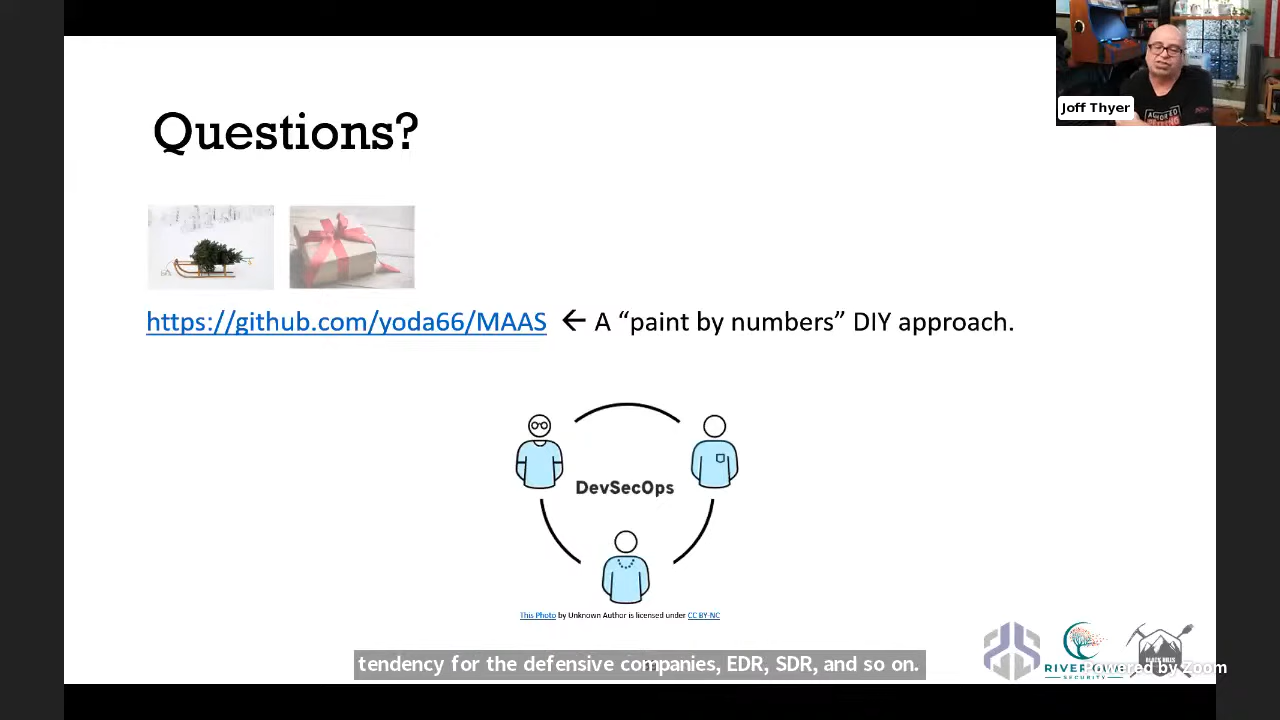 Joff Thyer
Questions?
https://github.com/yoda66/MAAS ← A “paint by numbers” DIY approach.
DevSecOps
This Photo by Unknown Author is licensed under CC BY-NC
tendency for the defensive companies, EDR, SDR, and so on.
SECURITY
BLACK HILLS
Powered by Zoom